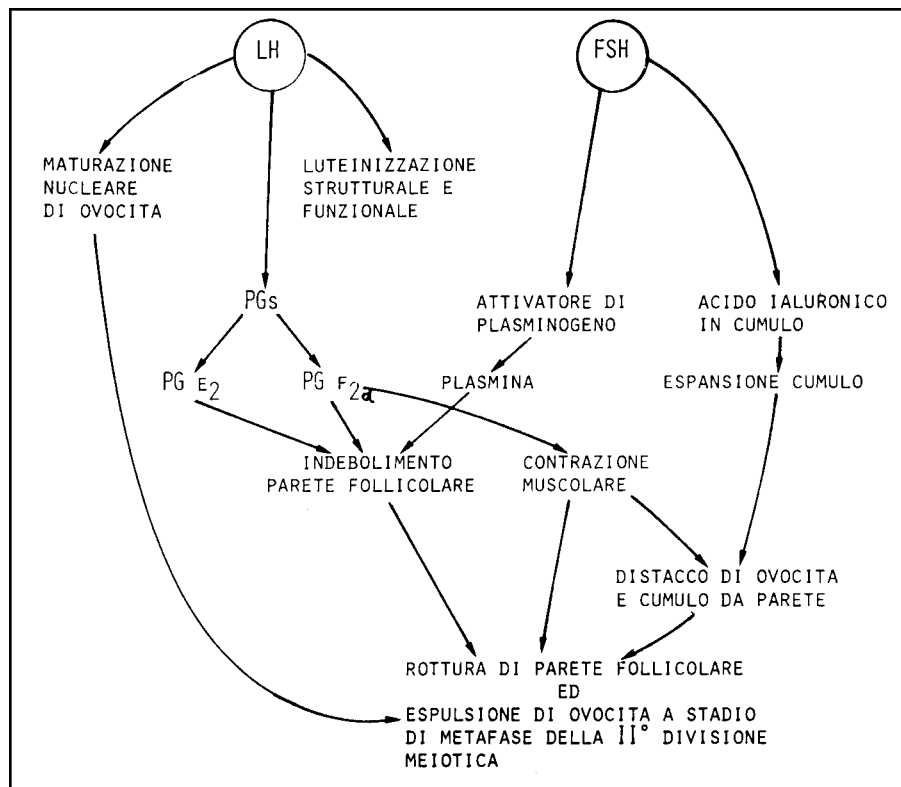 LH
FSH
MATURAZIONE
NUCLEARE
DI OVOCITA
LUTEINIZZAZIONE
STRUTTURALE E
FUNZIONALE
PGs
ATTIVATORE DI
PLASMINOGENO
ACIDO IALURONICO
IN CUMULO
PG E2
PG F2α
PLASMINA
ESPANSIONE CUMULO
INDEBOLIMENTO
PARETE FOLLICOLARE
CONTRAZIONE
MUSCOLARE
DISTACCO DI OVOCITA
E CUMULO DA PARETE
ROTTURA DI PARETE FOLLICOLARE
ED
ESPULSIONE DI OVOCITA A STADIO
DI METAFASE DELLA II° DIVISIONE
MEIOTICA